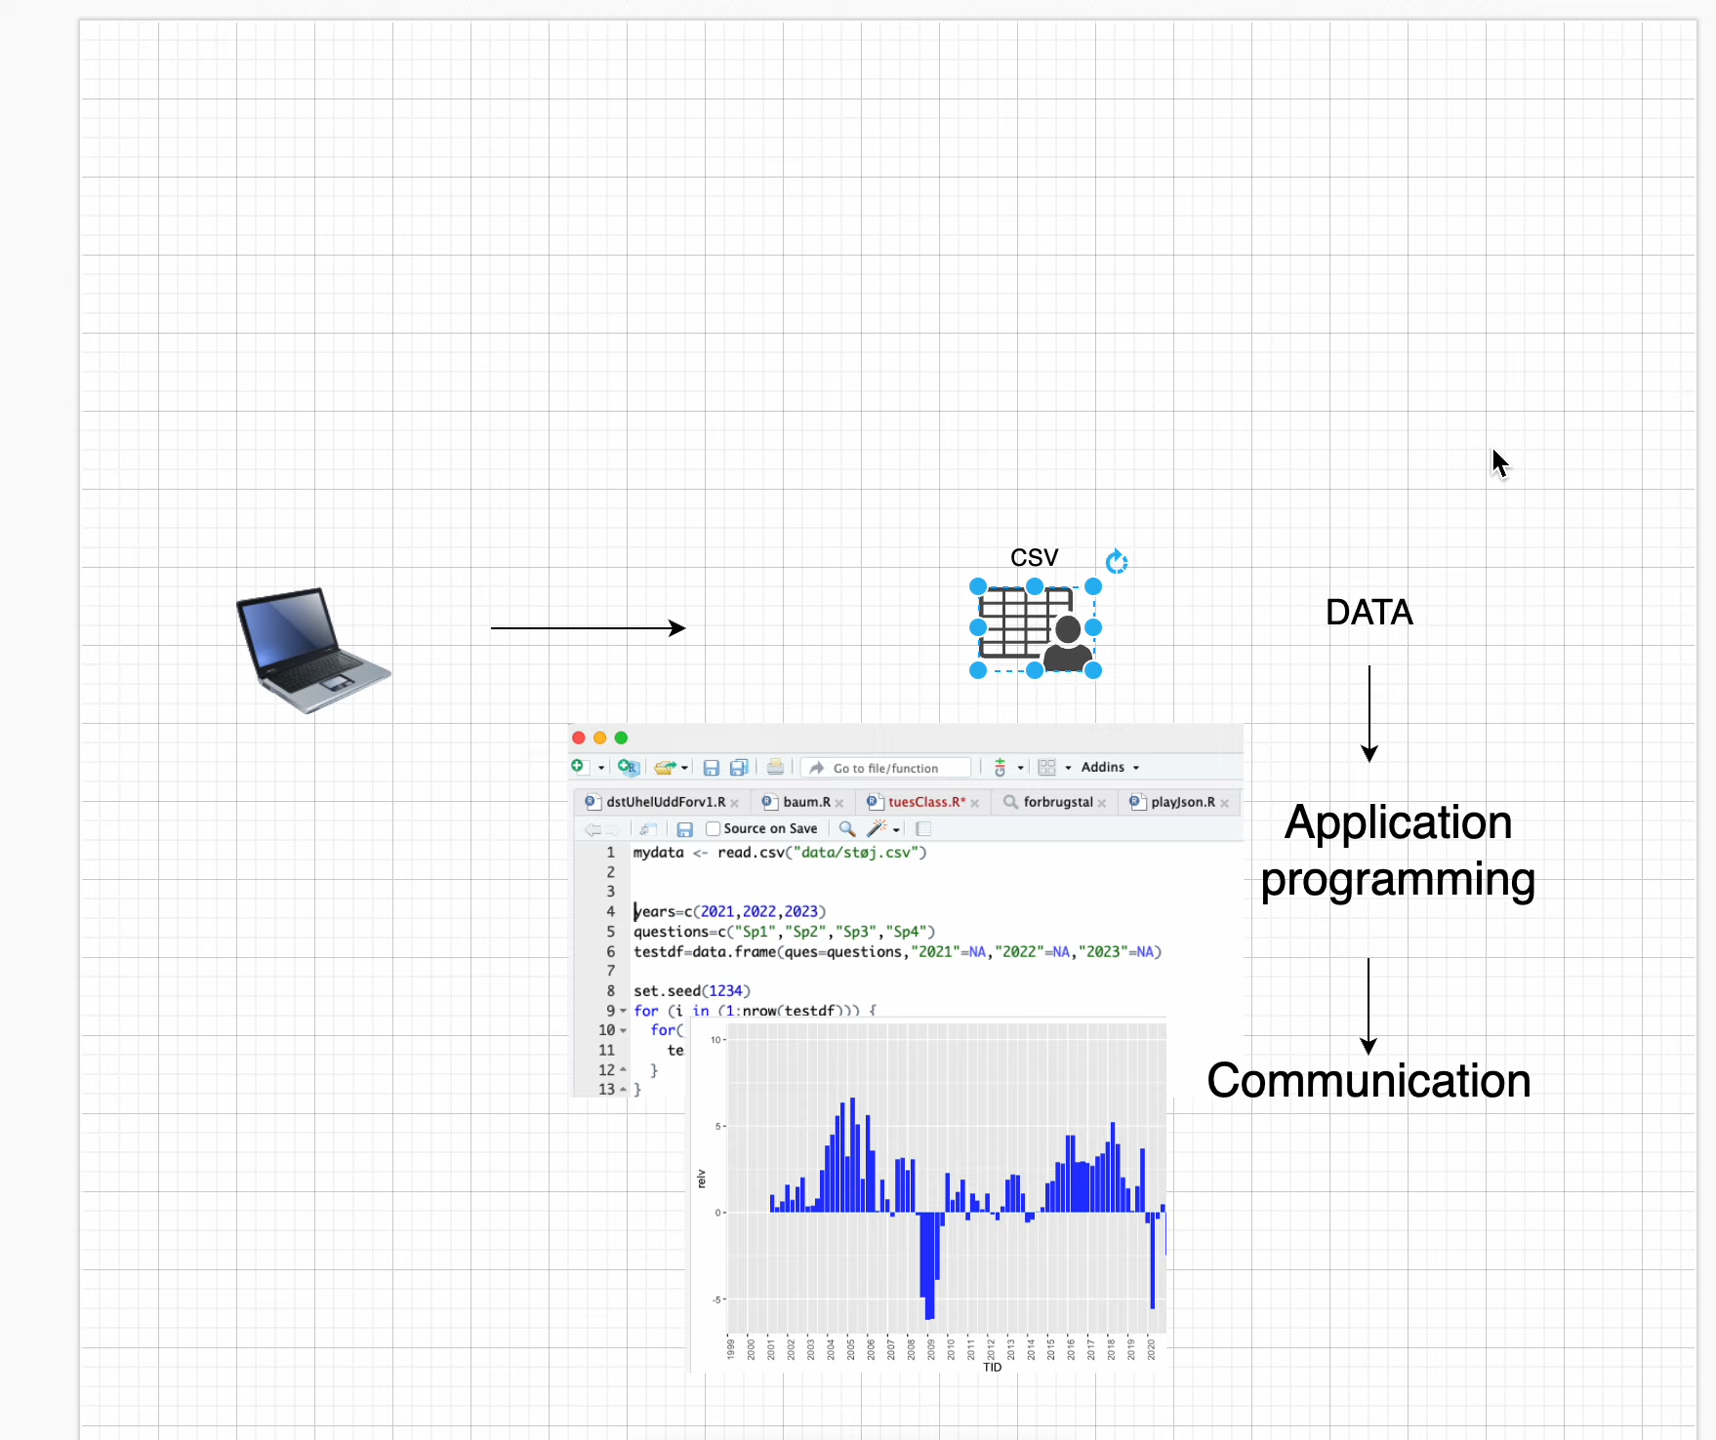 CSV
DATA
Go to file/function
Addins
dstUhelUddForv1.R
baum.R
tuesClass.R*
forbrugstal
playJson.R
Source on Save
1 mydata <- read.csv("data/støj.csv")
2
3
4 years=c(2021,2022,2023)
5 questions=c("Sp1","Sp2","Sp3","Sp4")
6 testdf=data.frame(ques=questions,"2021"=NA,"2022"=NA,"2023"=NA)
7
8 set.seed(1234)
9 for (i in (1:nrow(testdf))) {
10 for(
11 te
12 }
13 }
Application
programming
Communication
10
5
0
-5
relv
1999 2000 2001 2002 2003 2004 2005 2006 2007 2008 2009 2010 2011 2012 2013 2014 2015 2016 2017 2018 2019 2020
TID